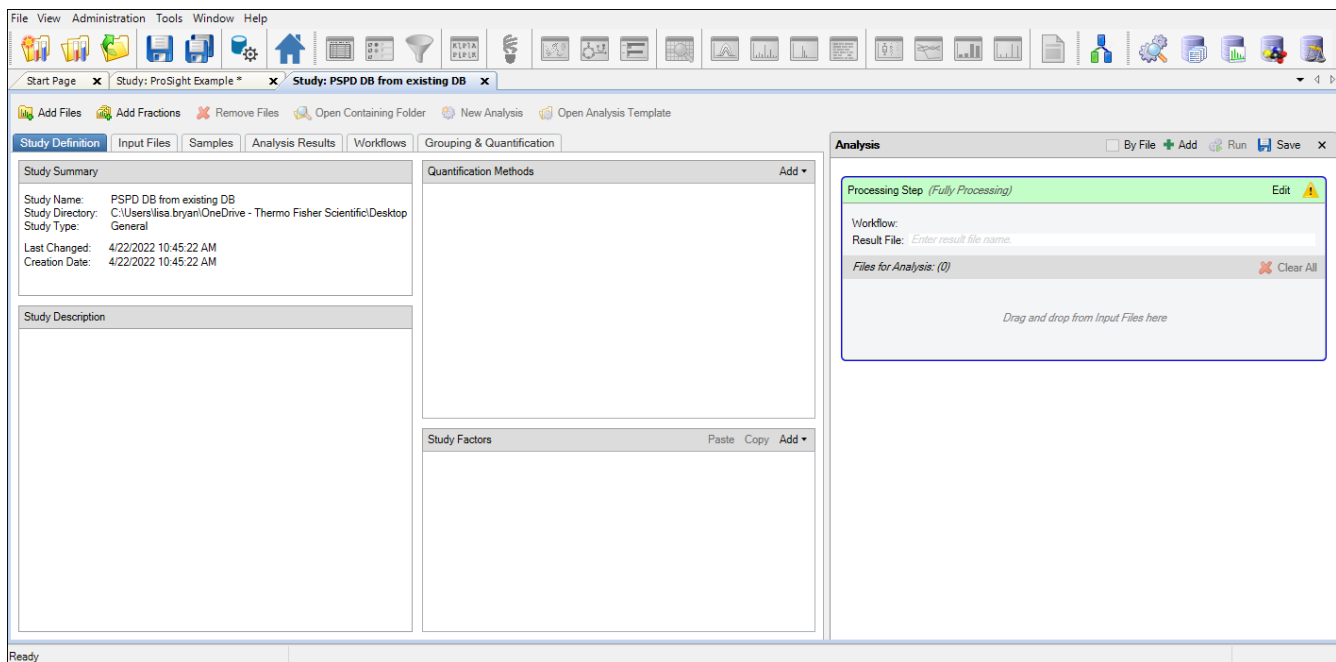 File View Administration Tools Window Help
Start Page x Study: ProSight Example * x Study: PSPD DB from existing DB x
Add Files Add Fractions Remove Files Open Containing Folder New Analysis Open Analysis Template
Study Definition Input Files Samples Analysis Results Workflows Grouping & Quantification
Study Summary
Study Name: PSPD DB from existing DB
Study Directory: C:\Users\lisa.bryan\OneDrive - Thermo Fisher Scientific\Desktop
Study Type: General
Last Changed: 4/22/2022 10:45:22 AM
Creation Date: 4/22/2022 10:45:22 AM
Study Description
Quantification Methods Add
Study Factors Paste Copy Add
Analysis By File Add Run Save x
Processing Step (Fully Processing) Edit
Workflow:
Result File: Enter result file name.
Files for Analysis: (0) Clear All
Drag and drop from Input Files here
Ready